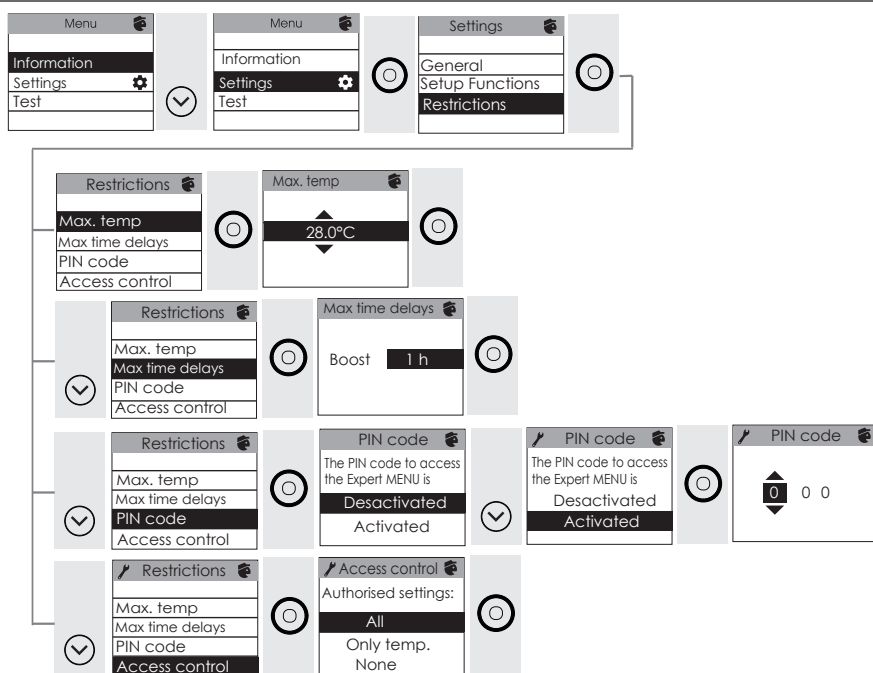 Menu
Information
Settings
Test
Menu
Information
Settings
Test
Settings
General
Setup Functions
Restrictions
Restrictions
Max. temp
Max time delays
PIN code
Access control
Max. temp
28.0°C
Restrictions
Max. temp
Max time delays
PIN code
Access control
Max time delays
Boost 1 h
Restrictions
Max. temp
Max time delays
PIN code
Access control
PIN code
The PIN code to access
the Expert MENU is
Desactivated
Activated
PIN code
The PIN code to access
the Expert MENU is
Desactivated
Activated
PIN code
0 0 0
Restrictions
Max. temp
Max time delays
PIN code
Access control
Access control
Authorised settings:
All
Only temp.
None